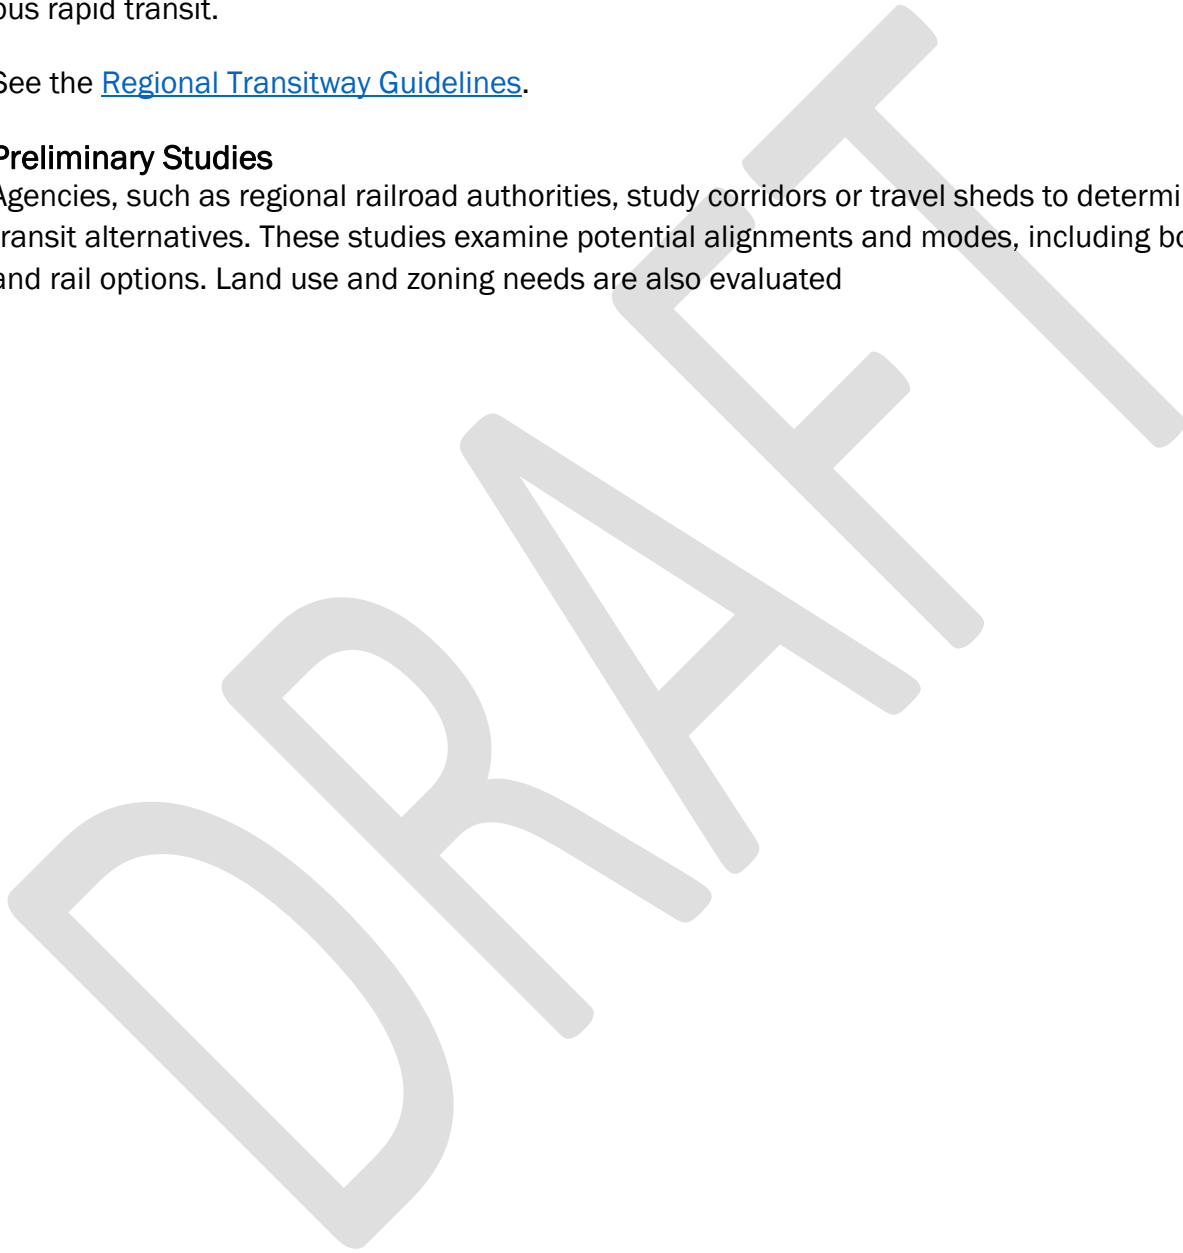 bus rapid transit.
See the Regional Transitway Guidelines.
Preliminary Studies
Agencies, such as regional railroad authorities, study corridors or travel sheds to determi
transit alternatives. These studies examine potential alignments and modes, including bo
and rail options. Land use and zoning needs are also evaluated
DRAFT